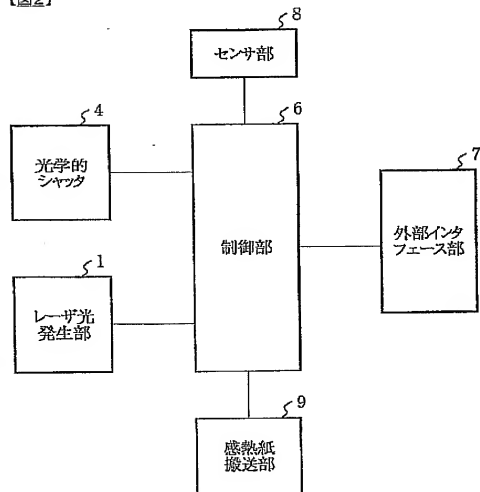 【図2】
8
センサ部
4
光学的
シャッタ
6
制御部
7
外部インタ
フェース部
1
レーザ光
発生部
9
感熱紙
搬送部